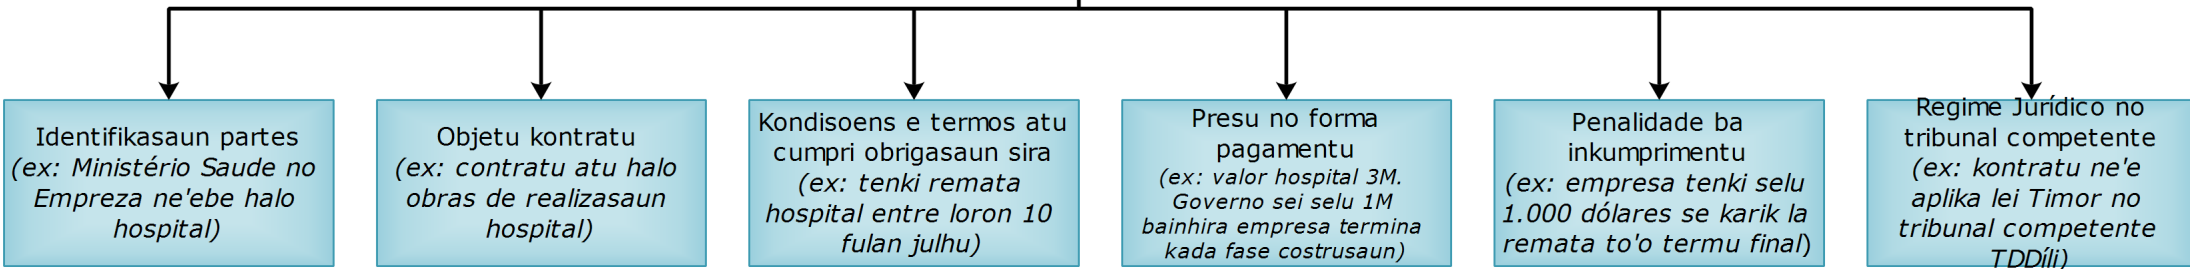 Identifikasaun partes
(ex: Ministério Saude no
Empreza ne'ebe halo
hospital)
Objetu kontratu
(ex: contratu atu halo
obras de realizasaun
hospital)
Kondisoens e termos atu
cumpri obrigasaun sira
(ex: tenki remata
hospital entre loron 10
fulan julhu)
Presu no forma
pagamentu
(ex: valor hospital 3M.
Governo sei selu 1M
bainhira empresa termina
kada fase costrusaun)
Penalidade ba
inkumprimentu
(ex: empresa tenki selu
1.000 dólares se karik la
remata to'o termu final)
Regime Jurídico no
tribunal competente
(ex: kontratu ne'e
aplika lei Timor no
tribunal competente
TDDíli)